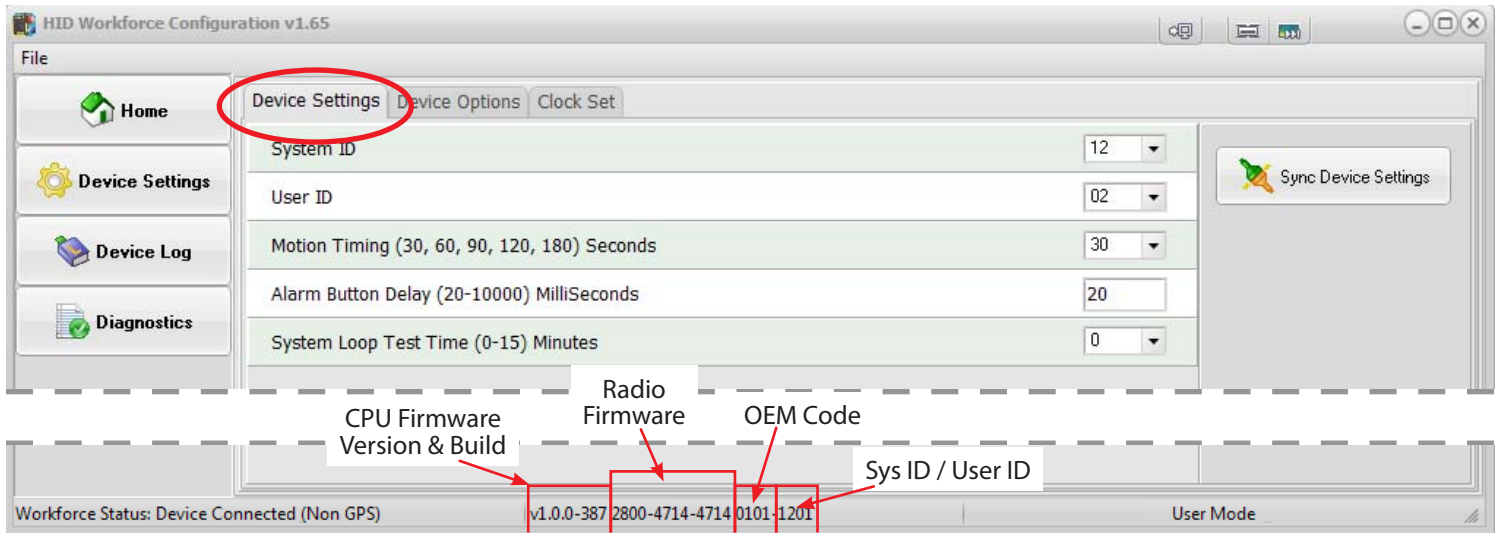 HID Workforce Configuration v1.65
File
Home
Device Settings
Device Log
Diagnostics
Device Settings Device Options Clock Set
System ID 12
User ID 02
Motion Timing (30, 60, 90, 120, 180) Seconds 30
Alarm Button Delay (20-10000) MilliSeconds 20
System Loop Test Time (0-15) Minutes 0
Sync Device Settings
CPU Firmware
Version & Build
Radio
Firmware
OEM Code
Sys ID / User ID
Workforce Status: Device Connected (Non GPS) v1.0.0-387 2800-4714-4714 0101-1201 User Mode